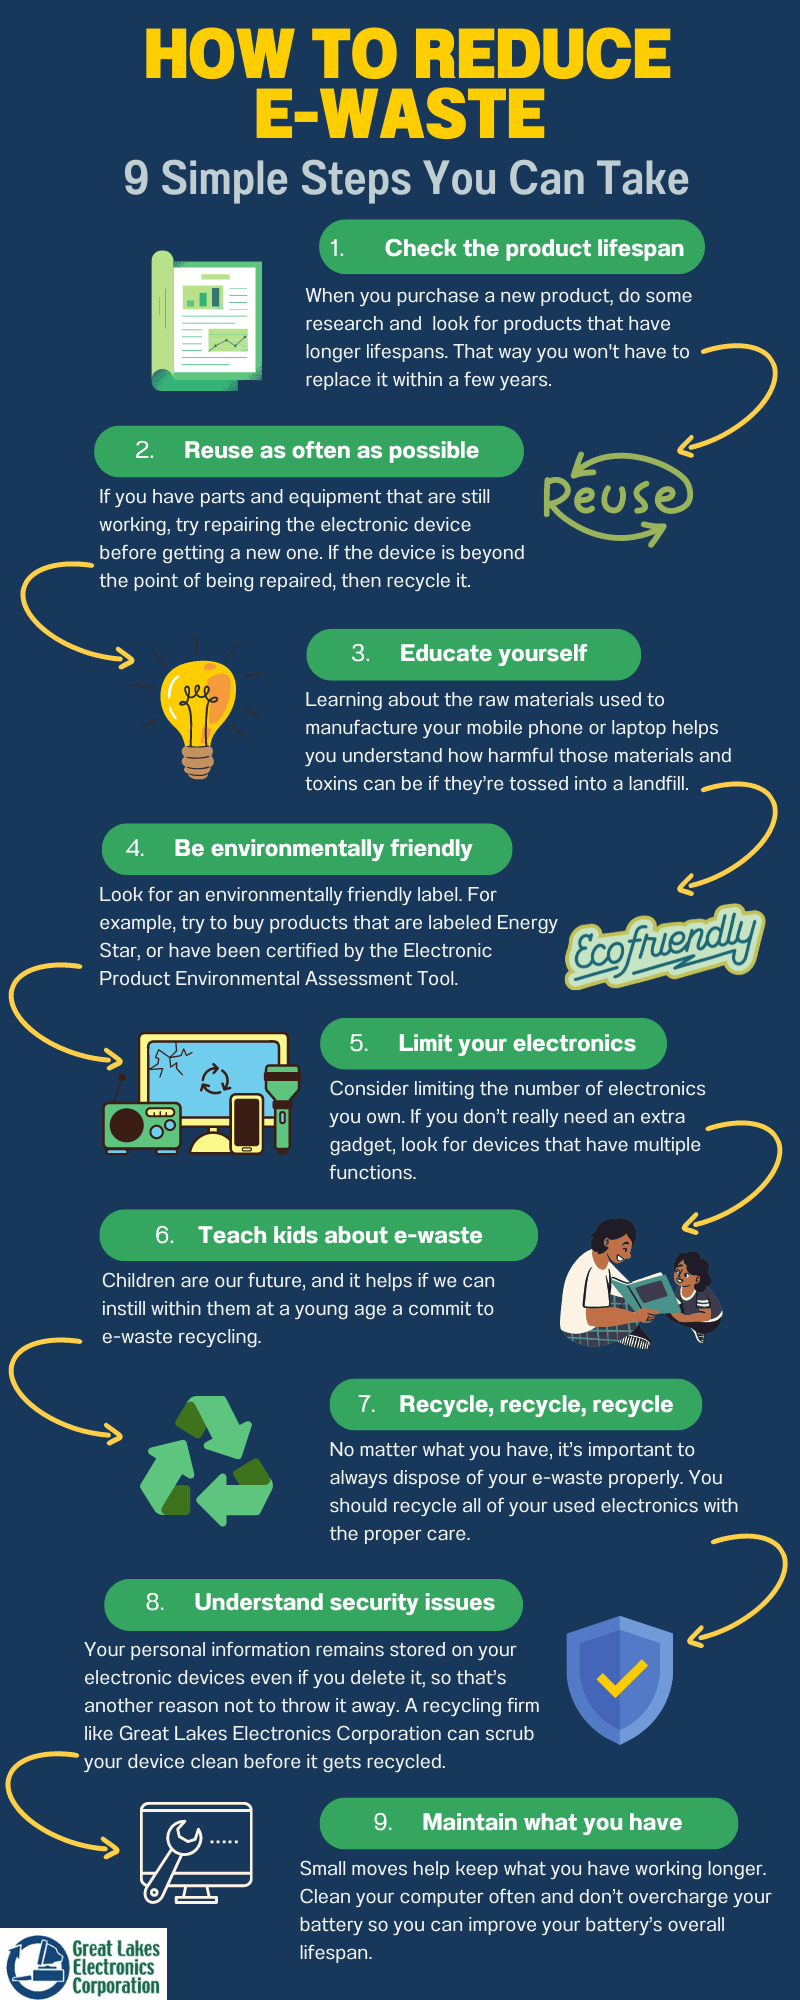 HOW TO REDUCE
E-WASTE
9 Simple Steps You Can Take
1. Check the product lifespan
When you purchase a new product, do some
research and look for products that have
longer lifespans. That way you won't have to
replace it within a few years.
2. Reuse as often as possible
If you have parts and equipment that are still
working, try repairing the electronic device
before getting a new one. If the device is beyond
the point of being repaired, then recycle it.
Reuse
3. Educate yourself
Learning about the raw materials used to
manufacture your mobile phone or laptop helps
you understand how harmful those materials and
toxins can be if they're tossed into a landfill.
4. Be environmentally friendly
Look for an environmentally friendly label. For
example, try to buy products that are labeled Energy
Star, or have been certified by the Electronic
Product Environmental Assessment Tool.
Ecofriendly
5. Limit your electronics
Consider limiting the number of electronics
you own. If you don't really need an extra
gadget, look for devices that have multiple
functions.
6. Teach kids about e-waste
Children are our future, and it helps if we can
instill within them at a young age a commit to
e-waste recycling.
7. Recycle, recycle, recycle
No matter what you have, it's important to
always dispose of your e-waste properly. You
should recycle all of your used electronics with
the proper care.
8. Understand security issues
Your personal information remains stored on your
electronic devices even if you delete it, so that's
another reason not to throw it away. A recycling firm
like Great Lakes Electronics Corporation can scrub
your device clean before it gets recycled.
9. Maintain what you have
Small moves help keep what you have working longer.
Clean your computer often and don't overcharge your
battery so you can improve your battery's overall
lifespan.
Great Lakes
Electronics
Corporation